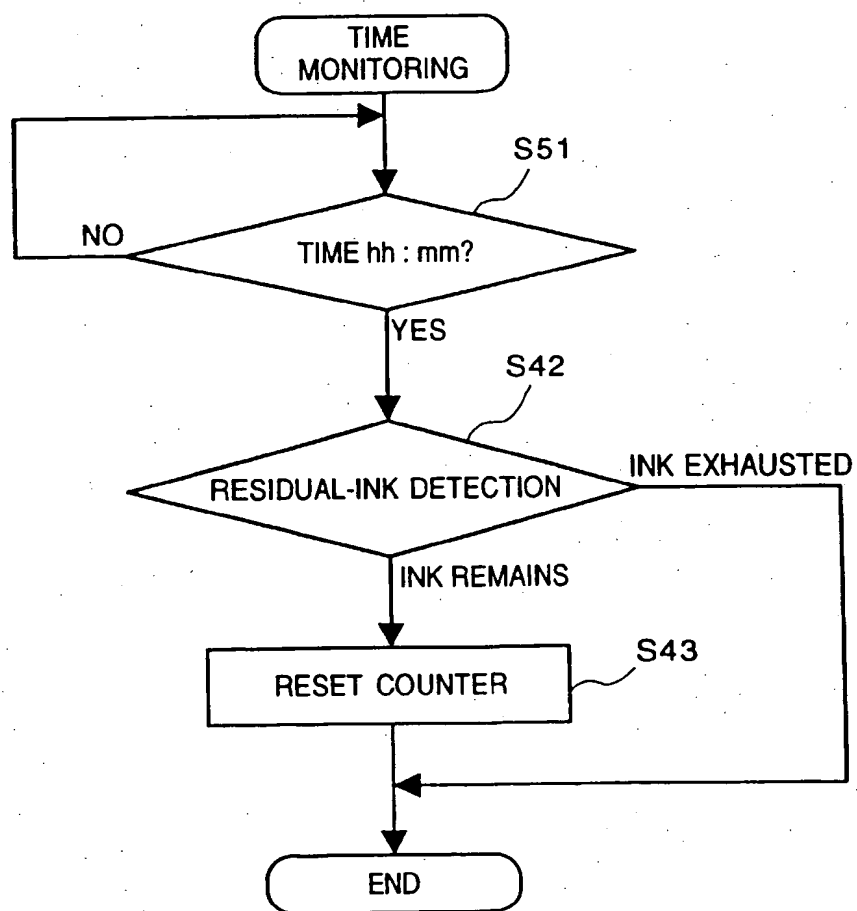 TIME
MONITORING
S51
NO
TIME hh : mm?
YES
S42
INK EXHAUSTED
RESIDUAL-INK DETECTION
INK REMAINS
S43
RESET COUNTER
END